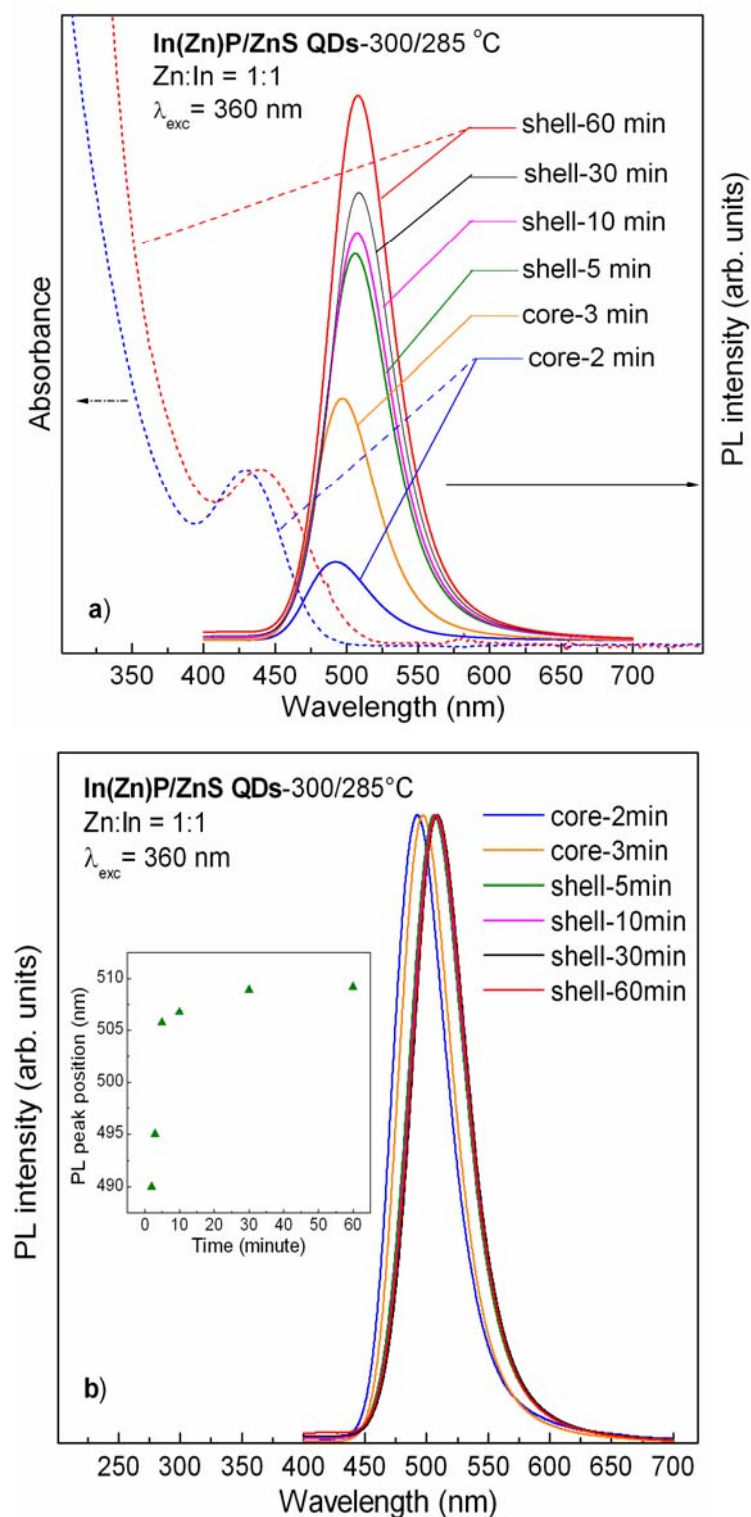 In(Zn)P/ZnS QDs-300/285 °C
Zn:In = 1:1
λexc= 360 nm
shell-60 min
shell-30 min
shell-10 min
shell-5 min
core-3 min
core-2 min
Absorbance
PL intensity (arb. units)
a)
350 400 450 500 550 600 650 700
Wavelength (nm)
In(Zn)P/ZnS QDs-300/285°C
Zn:In = 1:1
λexc= 360 nm
core-2min
core-3min
shell-5min
shell-10min
shell-30min
shell-60min
PL intensity (arb. units)
PL peak position (nm)
510
505
500
495
490
0 10 20 30 40 50 60
Time (minute)
b)
250 300 350 400 450 500 550 600 650 700
Wavelength (nm)